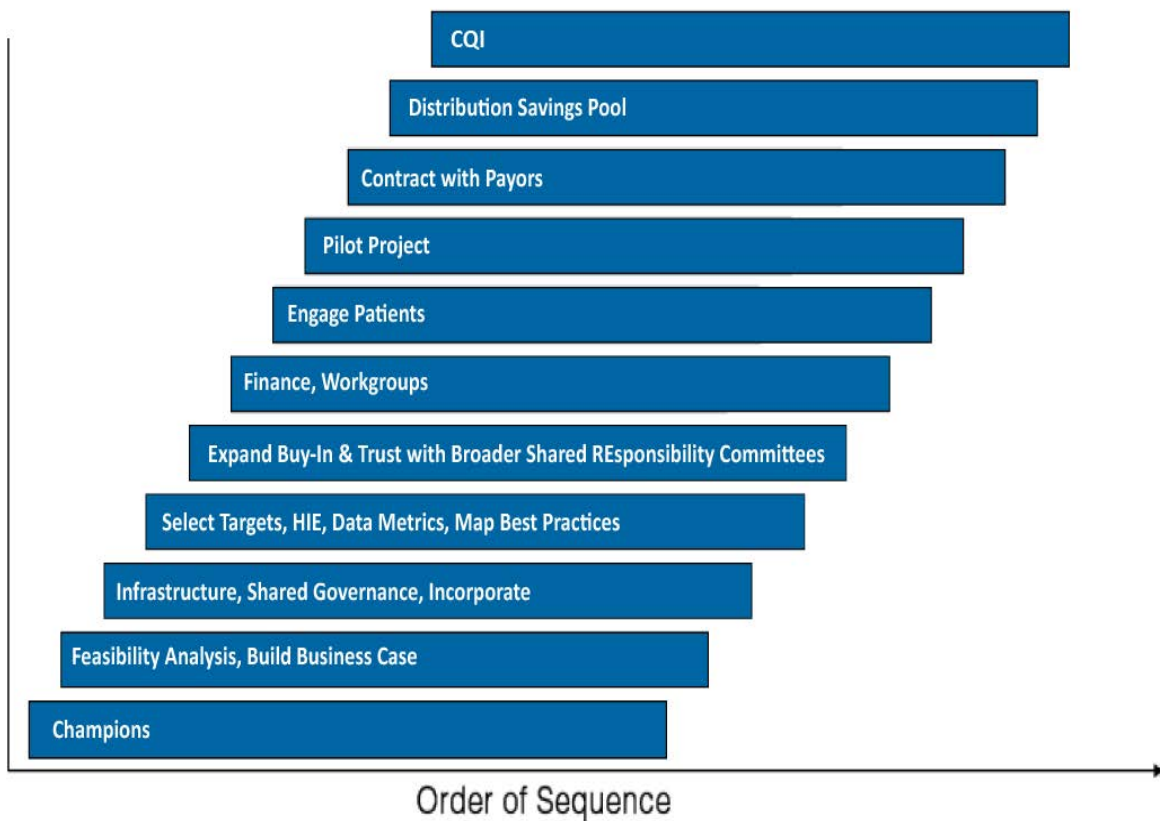 CQI
Distribution Savings Pool
Contract with Payors
Pilot Project
Engage Patients
Finance, Workgroups
Expand Buy-In & Trust with Broader Shared REsponsibility Committees
Select Targets, HIE, Data Metrics, Map Best Practices
Infrastructure, Shared Governance, Incorporate
Feasibility Analysis, Build Business Case
Champions
Order of Sequence